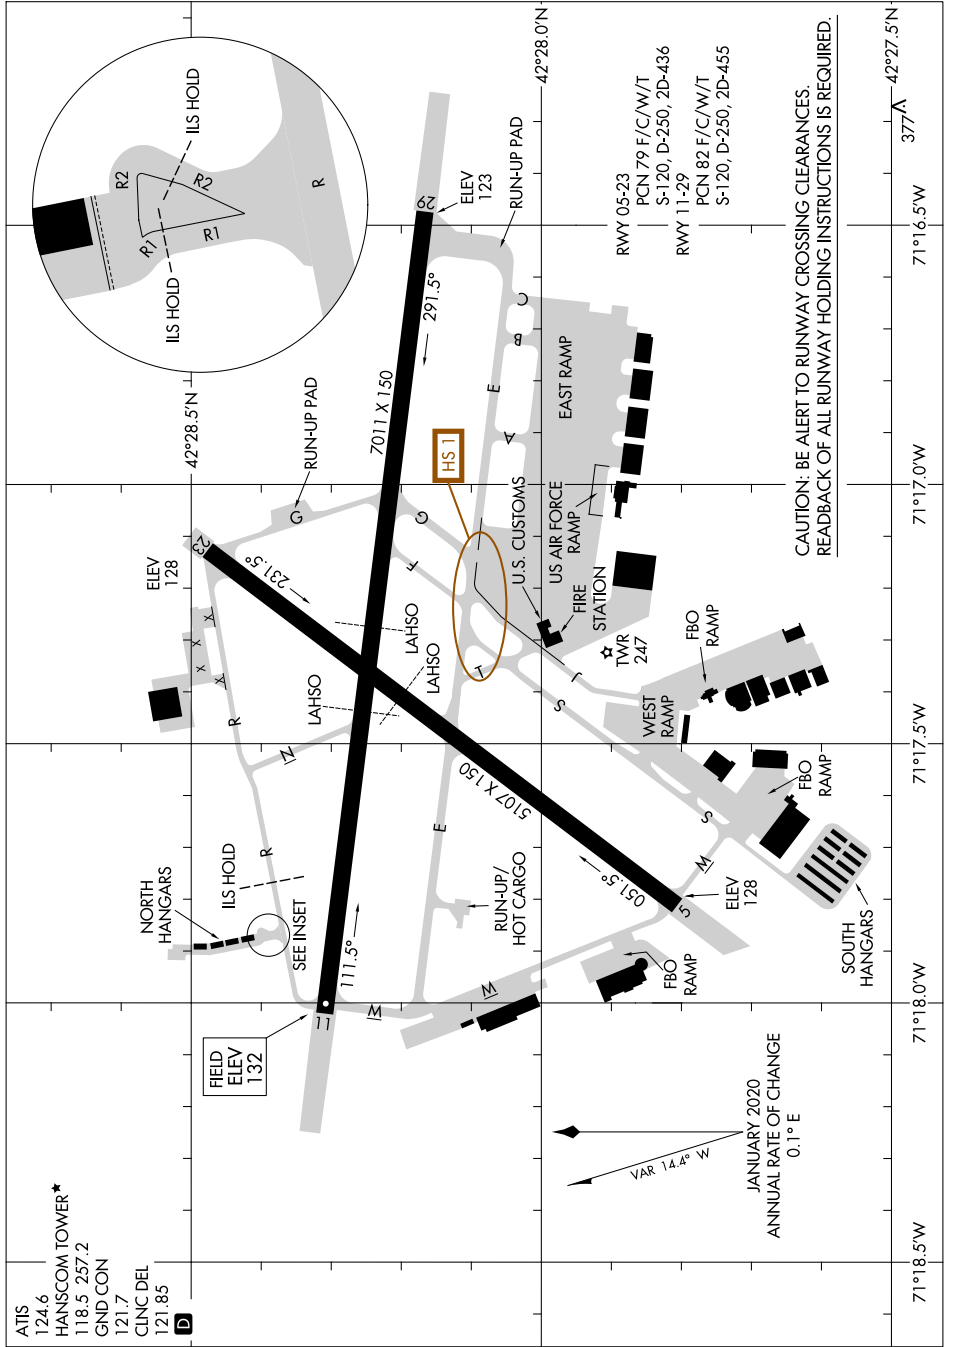 ATIS
124.6
HANSCOM TOWER★
118.5 257.2
GND CON
121.7
CLNC DEL
121.85
D
FIELD
ELEV
132
NORTH
HANGARS
ILS HOLD
SEE INSET
11
111.5°
R
R
N
X
X
X
X
ELEV
128
23
231.5°
42°28.5'N
RUN-UP PAD
G
G
F
7011 X 150
291.5°
29
ELEV
123
RUN-UP PAD
ILS HOLD
ILS HOLD
R1
R1
R2
R2
R
LAHSO
LAHSO
LAHSO
HS 1
E
E
A
B
C
EAST RAMP
42°28.0'N
U.S. CUSTOMS
US AIR FORCE
RAMP
FIRE
STATION
TWR
247
FBO
RAMP
WEST
RAMP
T
J
S
S
5107 X 150
051.5°
5
ELEV
128
M
M
M
RUN-UP/
HOT CARGO
FBO
RAMP
FBO
RAMP
SOUTH
HANGARS
VAR 14.4° W
JANUARY 2020
ANNUAL RATE OF CHANGE
0.1° E
RWY 05-23
PCN 79 F/C/W/T
S-120, D-250, 2D-436
RWY 11-29
PCN 82 F/C/W/T
S-120, D-250, 2D-455
CAUTION: BE ALERT TO RUNWAY CROSSING CLEARANCES.
READBACK OF ALL RUNWAY HOLDING INSTRUCTIONS IS REQUIRED.
377
42°27.5'N
71°18.5'W
71°18.0'W
71°17.5'W
71°17.0'W
71°16.5'W